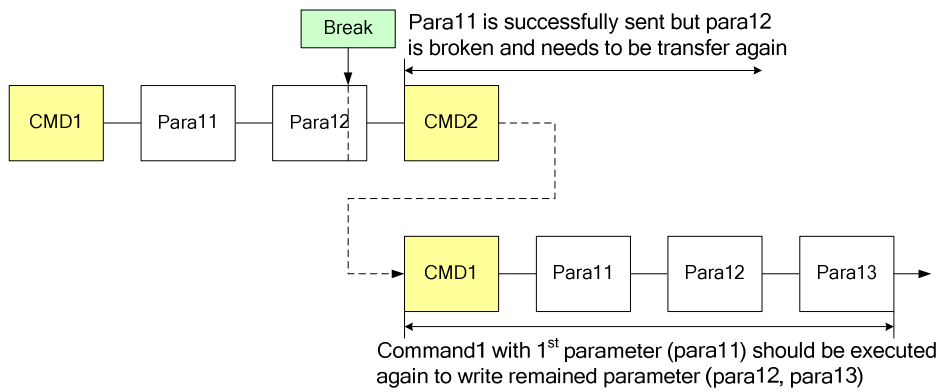 Break
Para11 is successfully sent but para12
is broken and needs to be transfer again
CMD1
Para11
Para12
CMD2
CMD1
Para11
Para12
Para13
Command1 with 1st parameter (para11) should be executed
again to write remained parameter (para12, para13)